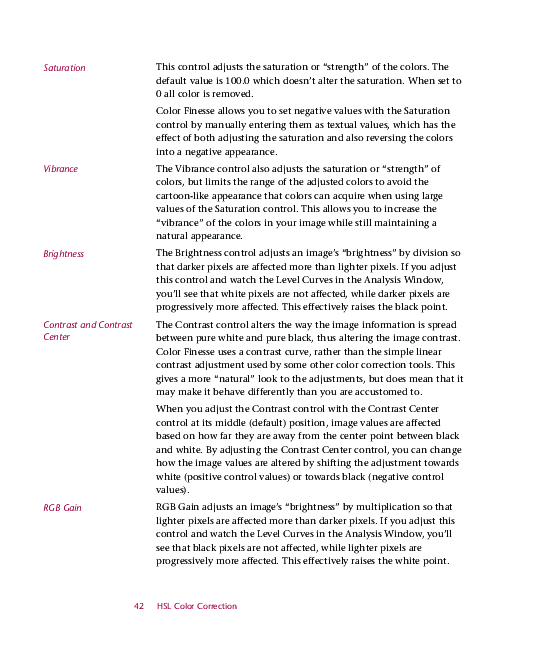 Saturation
This control adjusts the saturation or “strength” of the colors. The
default value is 100.0 which doesn’t alter the saturation. When set to
0 all color is removed.
Color Finesse allows you to set negative values with the Saturation
control by manually entering them as textual values, which has the
effect of both adjusting the saturation and also reversing the colors
into a negative appearance.
Vibrance
The Vibrance control also adjusts the saturation or “strength” of
colors, but limits the range of the adjusted colors to avoid the
cartoon-like appearance that colors can acquire when using large
values of the Saturation control. This allows you to increase the
“vibrance” of the colors in your image while still maintaining a
natural appearance.
Brightness
The Brightness control adjusts an image’s “brightness” by division so
that darker pixels are affected more than lighter pixels. If you adjust
this control and watch the Level Curves in the Analysis Window,
you’ll see that white pixels are not affected, while darker pixels are
progressively more affected. This effectively raises the black point.
Contrast and Contrast
Center
The Contrast control alters the way the image information is spread
between pure white and pure black, thus altering the image contrast.
Color Finesse uses a contrast curve, rather than the simple linear
contrast adjustment used by some other color correction tools. This
gives a more “natural” look to the adjustments, but does mean that it
may make it behave differently than you are accustomed to.
When you adjust the Contrast control with the Contrast Center
control at its middle (default) position, image values are affected
based on how far they are away from the center point between black
and white. By adjusting the Contrast Center control, you can change
how the image values are altered by shifting the adjustment towards
white (positive control values) or towards black (negative control
values).
RGB Gain
RGB Gain adjusts an image’s “brightness” by multiplication so that
lighter pixels are affected more than darker pixels. If you adjust this
control and watch the Level Curves in the Analysis Window, you’ll
see that black pixels are not affected, while lighter pixels are
progressively more affected. This effectively raises the white point.
42 HSL Color Correction